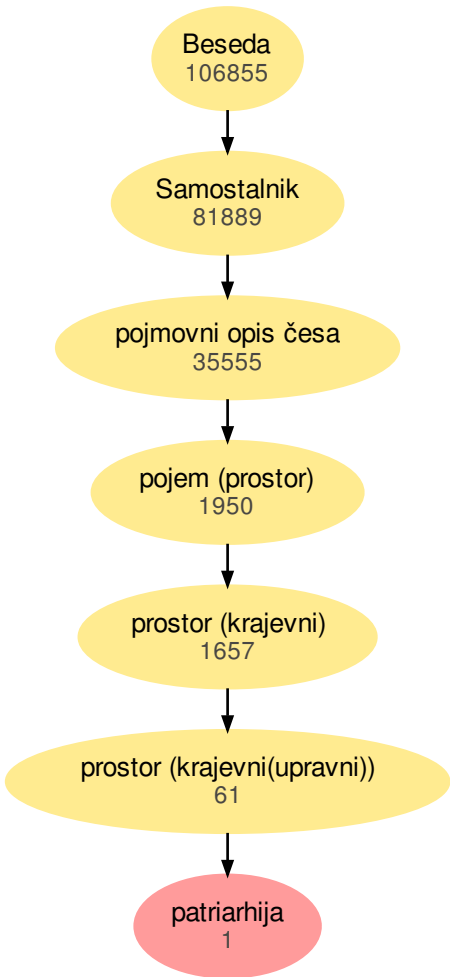 Beseda
106855
Samostalnik
81889
pojmovni opis česa
35555
pojem (prostor)
1950
prostor (krajevni)
1657
prostor (krajevni(upravni))
61
patriarhija
1